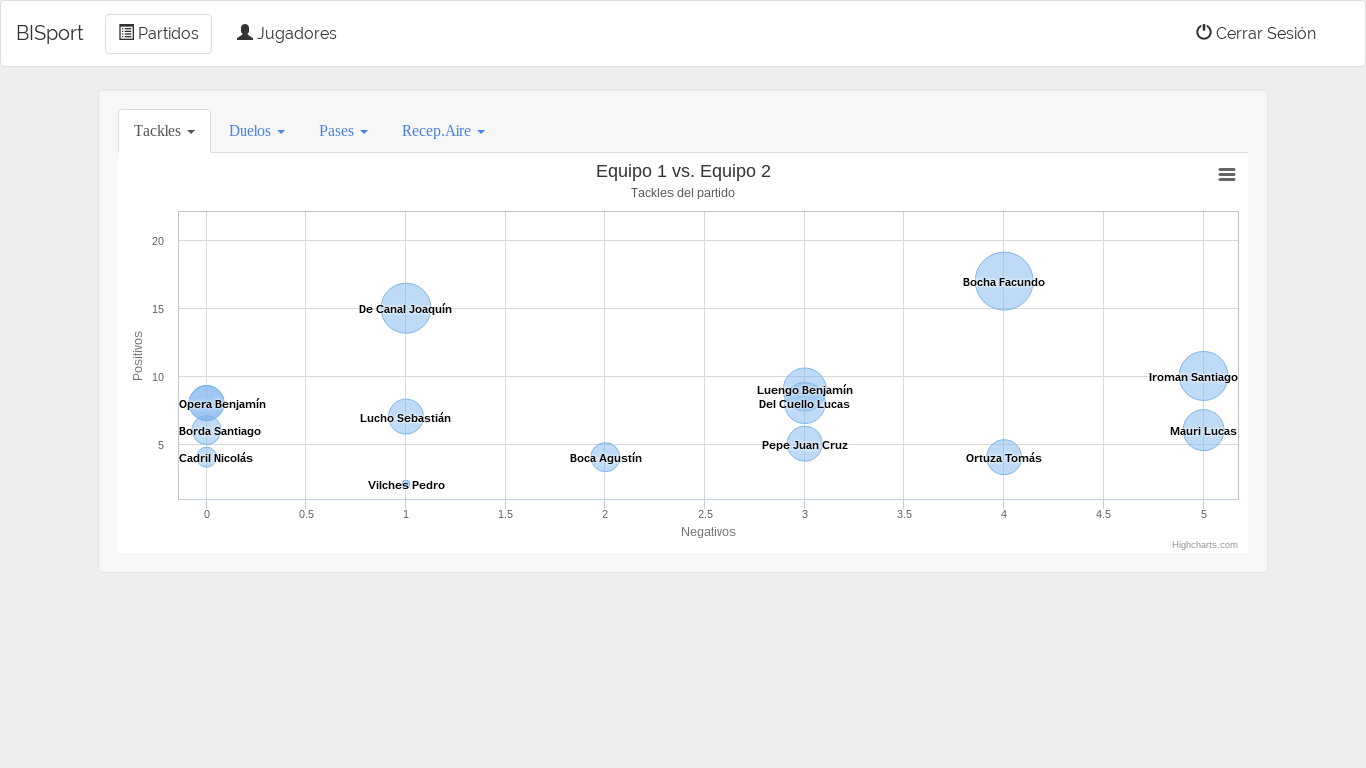 BISport Partidos Jugadores Cerrar Sesión
Tackles Duelos Pases Recep.Aire
Equipo 1 vs. Equipo 2
Tackles del partido
Positivos
20
15
10
5
Bocha Facundo
De Canal Joaquín
Iroman Santiago
Luengo Benjamín
Opera Benjamín
Del Cuello Lucas
Lucho Sebastián
Borda Santiago
Mauri Lucas
Pepe Juan Cruz
Cadril Nicolás
Boca Agustín
Ortuza Tomás
Vilches Pedro
0 0.5 1 1.5 2 2.5 3 3.5 4 4.5 5
Negativos
Highcharts.com